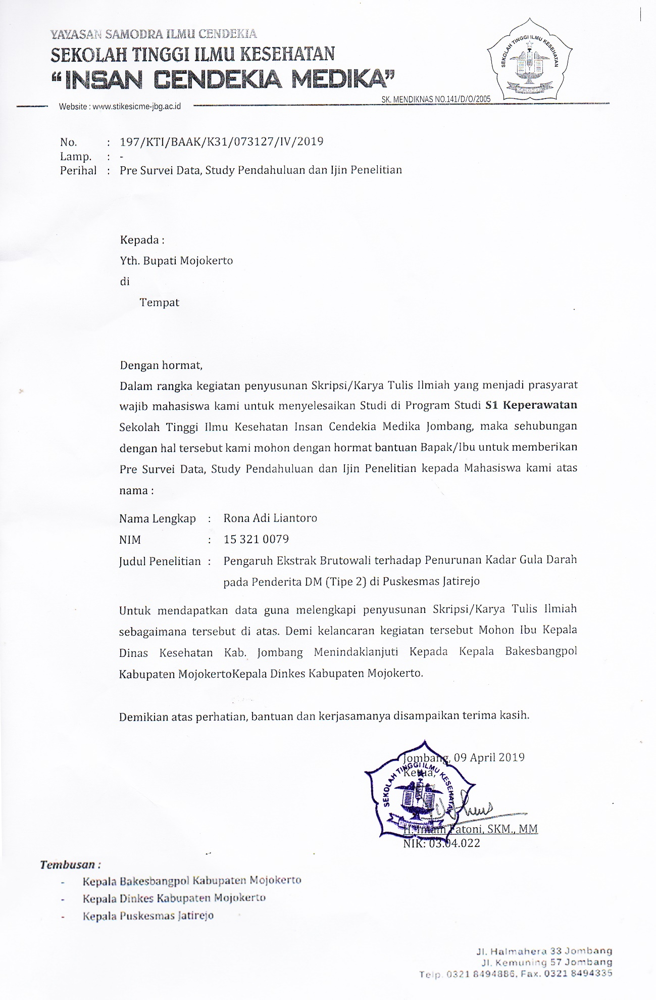 YAYASAN SAMODRA ILMU CENDEKIA
SEKOLAH TINGGI ILMU KESEHATAN
“INSAN CENDEKIA MEDIKA”
SEKOLAH TINGGI ILMU KESEHATAN
SK. MENDIKNAS NO.141/D/O/2005
Website : www.stikesicme-jbg.ac.id
No. : 197/KTI/BAAK/K31/073127/IV/2019
Lamp. : -
Perihal : Pre Survei Data, Study Pendahuluan dan Ijin Penelitian
Kepada :
Yth. Bupati Mojokerto
di
Tempat
Dengan hormat,
Dalam rangka kegiatan penyusunan Skripsi/Karya Tulis Ilmiah yang menjadi prasyarat
wajib mahasiswa kami untuk menyelesaikan Studi di Program Studi S1 Keperawatan
Sekolah Tinggi Ilmu Kesehatan Insan Cendekia Medika Jombang, maka sehubungan
dengan hal tersebut kami mohon dengan hormat bantuan Bapak/Ibu untuk memberikan
Pre Survei Data, Study Pendahuluan dan Ijin Penelitian kepada Mahasiswa kami atas
nama :
Nama Lengkap : Rona Adi Liantoro
NIM : 15 321 0079
Judul Penelitian : Pengaruh Ekstrak Brutowali terhadap Penurunan Kadar Gula Darah
pada Penderita DM (Tipe 2) di Puskesmas Jatirejo
Untuk mendapatkan data guna melengkapi penyusunan Skripsi/Karya Tulis Ilmiah
sebagaimana tersebut di atas. Demi kelancaran kegiatan tersebut Mohon Ibu Kepala
Dinas Kesehatan Kab. Jombang Menindaklanjuti Kepada Kepala Bakesbangpol
Kabupaten MojokertoKepala Dinkes Kabupaten Mojokerto.
Demikian atas perhatian, bantuan dan kerjasamanya disampaikan terima kasih.
Jombang, 09 April 2019
Ketua,
SEKOLAH TINGGI ILMU KESEHATAN
H. Imam Fatoni, SKM., MM
NIK: 03.04.022
Tembusan :
- Kepala Bakesbangpol Kabupaten Mojokerto
- Kepala Dinkes Kabupaten Mojokerto
- Kepala Puskesmas Jatirejo
Jl. Halmahera 33 Jombang
Jl. Kemuning 57 Jombang
Telp. 0321 8494886, Fax. 0321 8494335